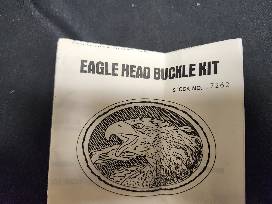 EAGLE HEAD BUCKLE KIT
STOCK NO. 7262